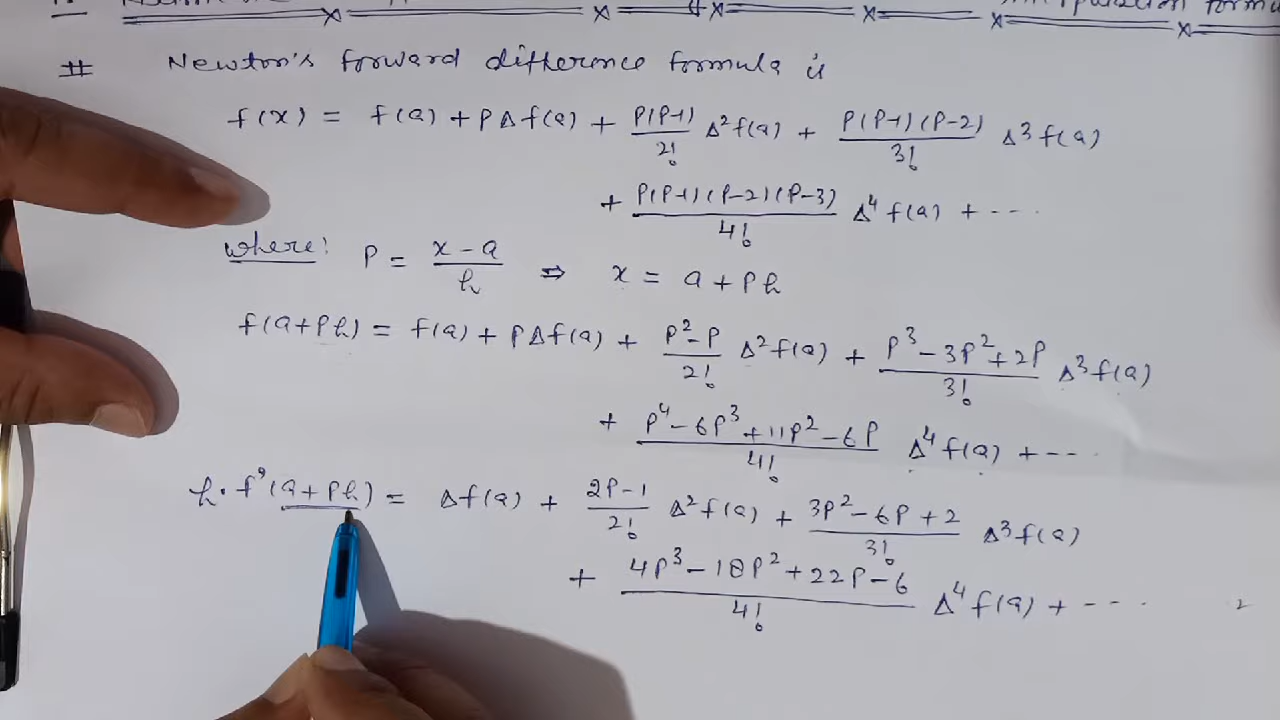 # Newton's forward difference formula is
f(x) = f(a) + PΔf(a) + P(P-1)/2! Δ²f(a) + P(P-1)(P-2)/3! Δ³f(a)
+ P(P-1)(P-2)(P-3)/4! Δ⁴f(a) + ----
where: P = x-a/h ⇒ x = a+Ph
f(a+Ph) = f(a) + PΔf(a) + P²-P/2! Δ²f(a) + P³-3P²+2P/3! Δ³f(a)
+ P⁴-6P³+11P²-6P/4! Δ⁴f(a) + ----
h·f'(a+Ph) = Δf(a) + 2P-1/2! Δ²f(a) + 3P²-6P+2/3! Δ³f(a)
+ 4P³-18P²+22P-6/4! Δ⁴f(a) + ----